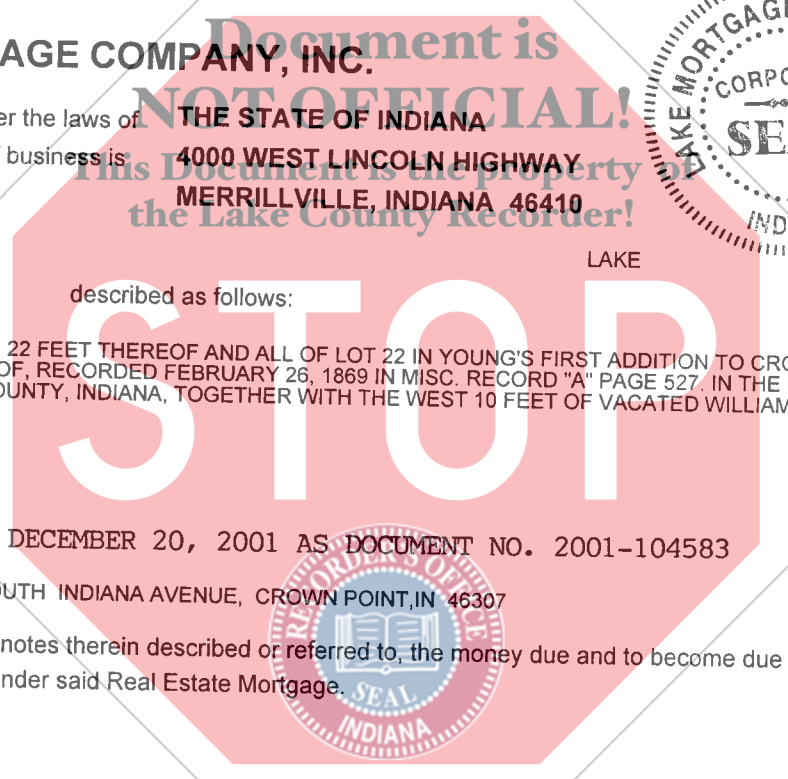 Document is
AGE COMPANY, INC.
NOT OFFICIAL!
er the laws of THE STATE OF INDIANA
business is 4000 WEST LINCOLN HIGHWAY
This Document is the property of
MERRILLVILLE, INDIANA 46410
the Lake County Recorder!
LAKE MORTGAGE
CORPO
SEA
IND
LAKE
described as follows:
22 FEET THEREOF AND ALL OF LOT 22 IN YOUNG'S FIRST ADDITION TO CRO
OF, RECORDED FEBRUARY 26, 1869 IN MISC. RECORD "A" PAGE 527, IN THE
OUNTY, INDIANA, TOGETHER WITH THE WEST 10 FEET OF VACATED WILLIAM
STOP
DECEMBER 20, 2001 AS DOCUMENT NO. 2001-104583
UTH INDIANA AVENUE, CROWN POINT,IN 46307
notes therein described or referred to, the money due and to become due
nder said Real Estate Mortgage.
RECORDER'S OFFICE
SEAL
INDIANA